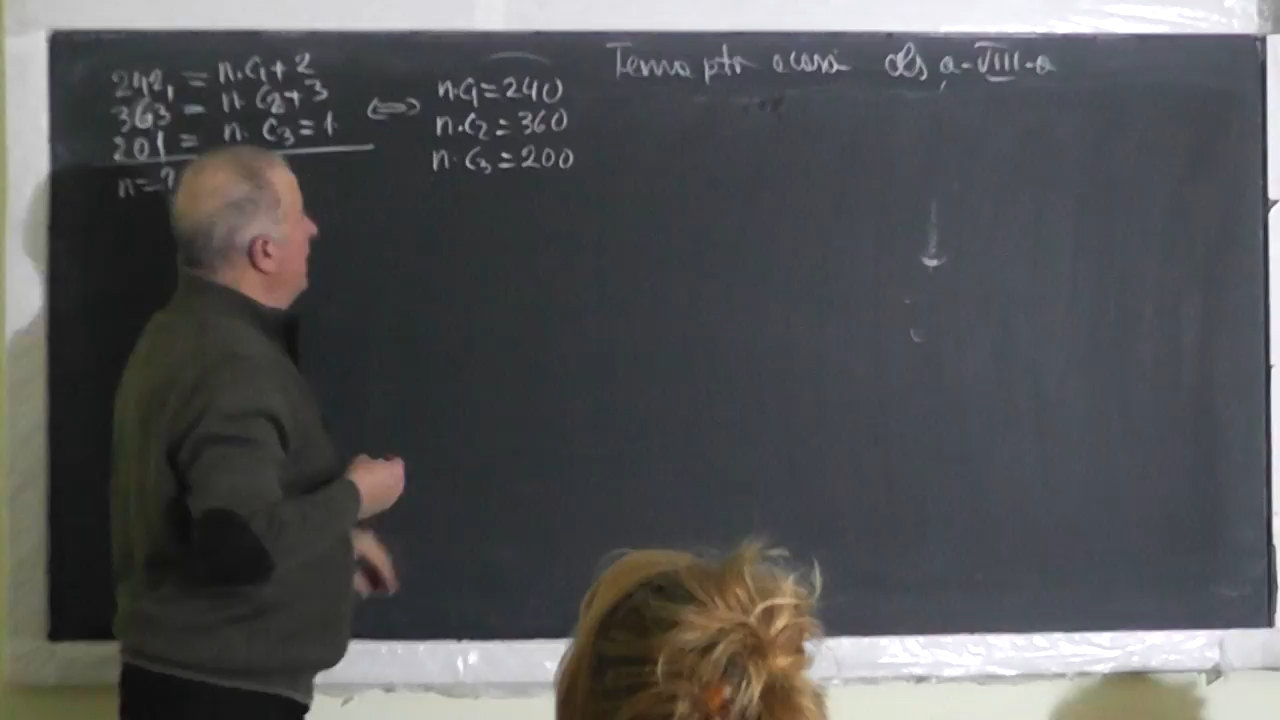 242, = n.C1+2
363 = n. C2+3
201 = n. C3=1.
n=?
⟺
n.C1=240
n.C2=360
n.C3=200
Tema ptr acasă cls a-VIII-a